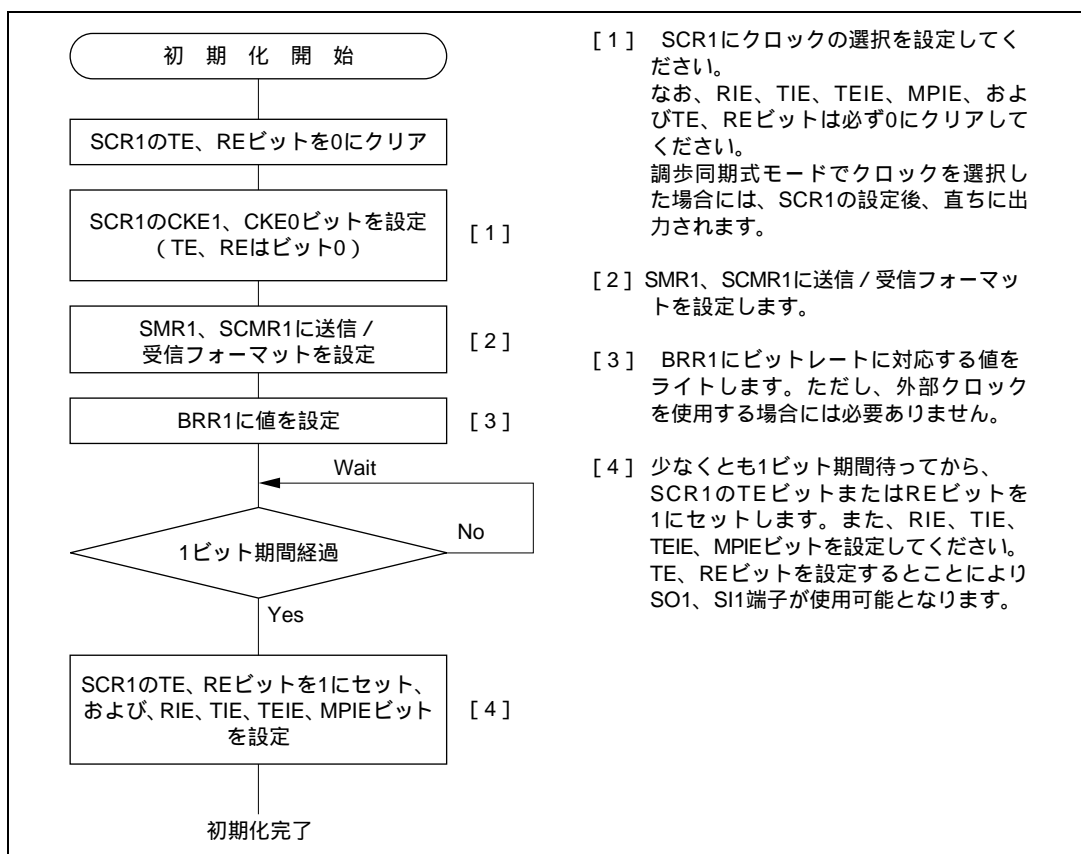 初 期 化 開 始
SCR1のTE、REビットを0にクリア
SCR1のCKE1、CKE0ビットを設定
（TE、REはビット0）
[1]
SMR1、SCMR1に送信／
受信フォーマットを設定
[2]
BRR1に値を設定
[3]
Wait
1ビット期間経過
No
Yes
SCR1のTE、REビットを1にセット、
および、RIE、TIE、TEIE、MPIEビット
を設定
[4]
初期化完了
[1] SCR1にクロックの選択を設定してく
ださい。
なお、RIE、TIE、TEIE、MPIE、およ
びTE、REビットは必ず0にクリアして
ください。
調歩同期式モードでクロックを選択し
た場合には、SCR1の設定後、直ちに出
力されます。
[2] SMR1、SCMR1に送信／受信フォーマッ
トを設定します。
[3] BRR1にビットレートに対応する値を
ライトします。ただし、外部クロック
を使用する場合には必要ありません。
[4] 少なくとも1ビット期間待ってから、
SCR1のTEビットまたはREビットを
1にセットします。また、RIE、TIE、
TEIE、MPIEビットを設定してください。
TE、REビットを設定するとことにより
SO1、SI1端子が使用可能となります。